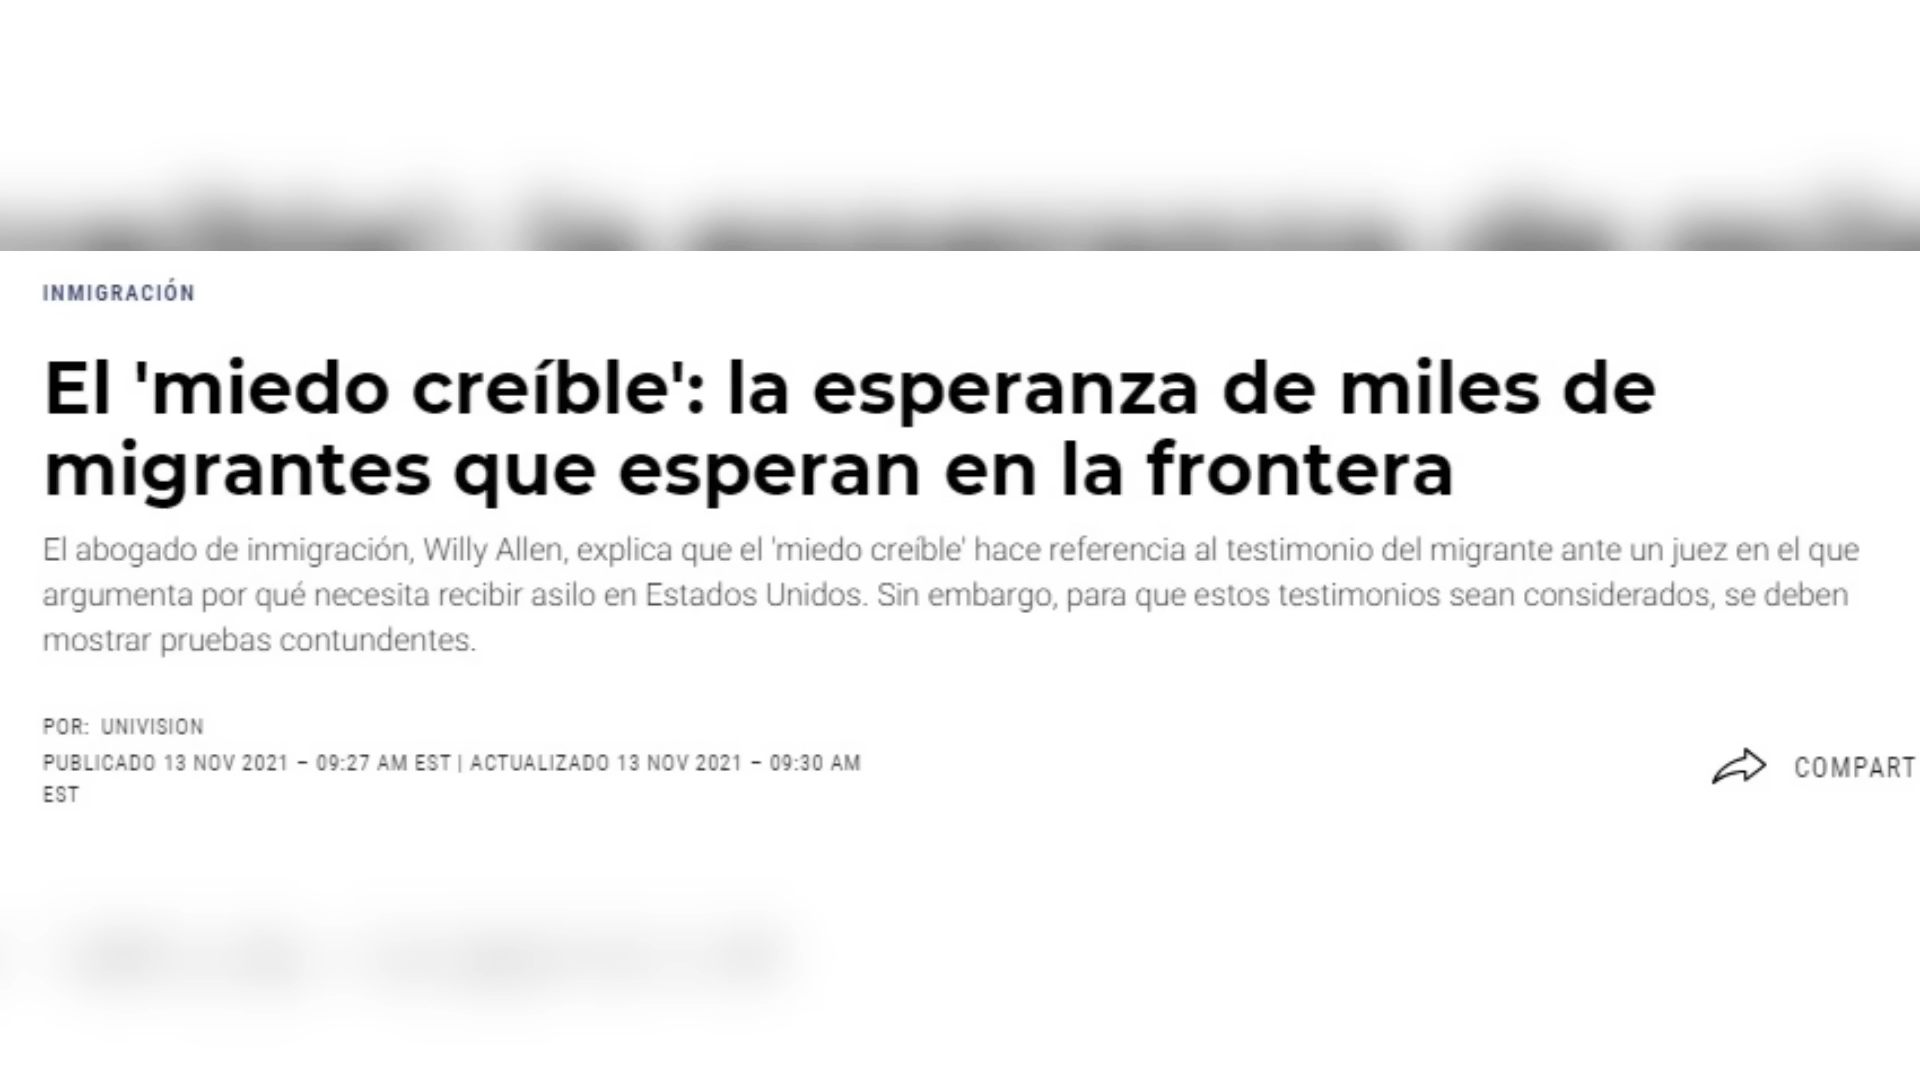 INMIGRACIÓN
El 'miedo creíble': la esperanza de miles de
migrantes que esperan en la frontera
El abogado de inmigración, Willy Allen, explica que el 'miedo creíble' hace referencia al testimonio del migrante ante un juez en el que
argumenta por qué necesita recibir asilo en Estados Unidos. Sin embargo, para que estos testimonios sean considerados, se deben
mostrar pruebas contundentes.
POR: UNIVISION
PUBLICADO 13 NOV 2021 – 09:27 AM EST | ACTUALIZADO 13 NOV 2021 – 09:30 AM
EST
COMPART